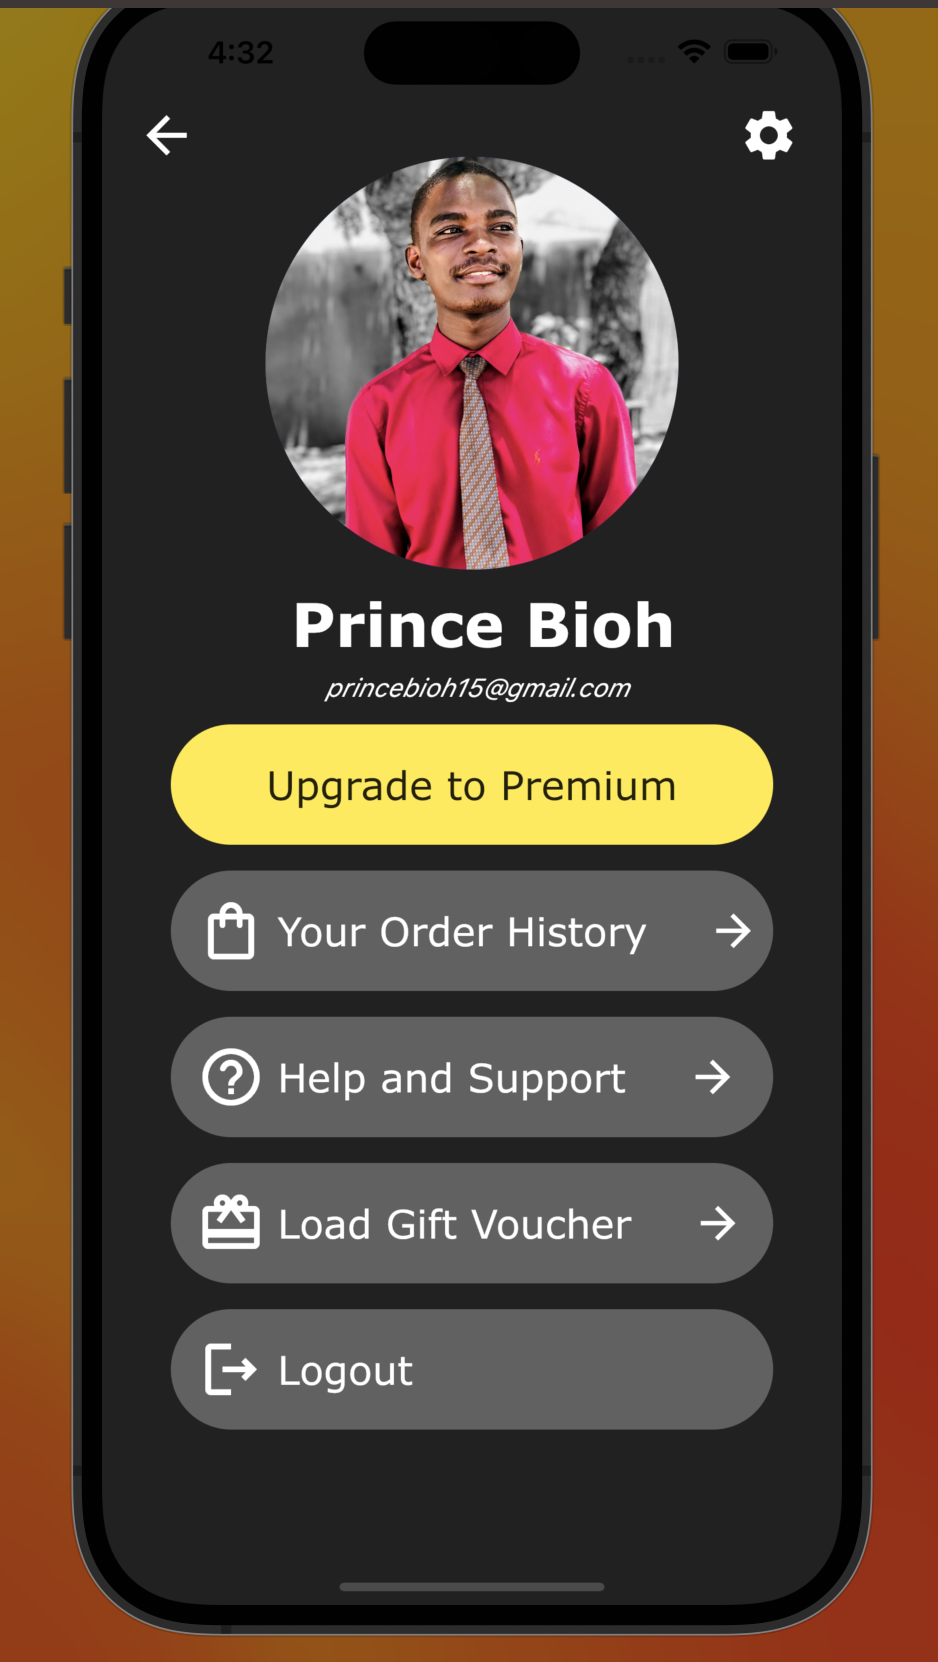 4:32
Prince Bioh
princebioh15@gmail.com
Upgrade to Premium
Your Order History
Help and Support
Load Gift Voucher
Logout